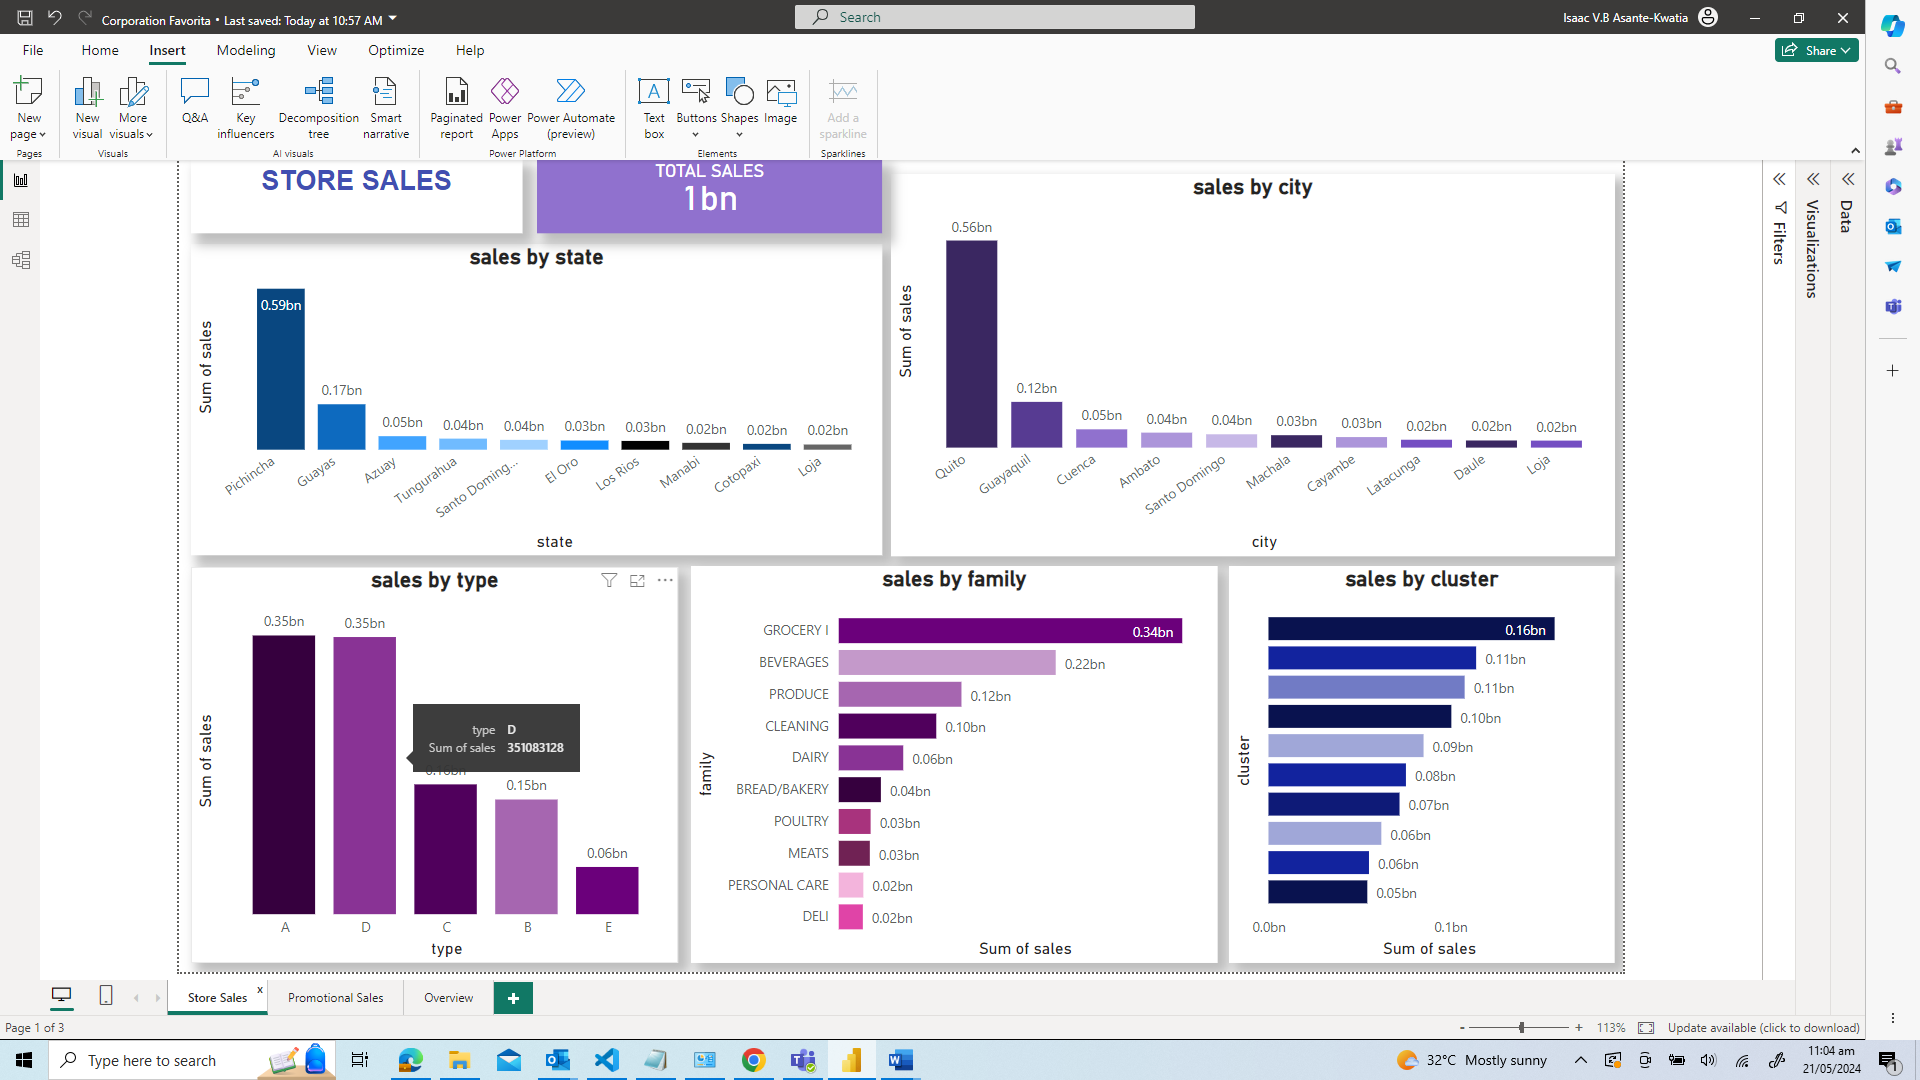 Corporation Favorita • Last saved: Today at 10:57 AM
Search
Isaac V.B Asante-Kwatia
File Home Insert Modeling View Optimize Help
Share
New page
New visual
More visuals
Q&A
Key influencers
Decomposition tree
Smart narrative
Paginated report
Power Apps
Power Automate (preview)
Text box
Buttons
Shapes
Image
Add a sparkline
Pages
Visuals
AI visuals
Power Platform
Elements
Sparklines
STORE SALES
TOTAL SALES
1bn
sales by state
Sum of sales
0.59bn
0.17bn
0.05bn
0.04bn
0.04bn
0.03bn
0.03bn
0.02bn
0.02bn
0.02bn
Pichincha
Guayas
Azuay
Tungurahua
Santo Doming...
El Oro
Los Rios
Manabi
Cotopaxi
Loja
state
sales by city
Sum of sales
0.56bn
0.12bn
0.05bn
0.04bn
0.04bn
0.03bn
0.03bn
0.02bn
0.02bn
0.02bn
Quito
Guayaquil
Cuenca
Ambato
Santo Domingo
Machala
Cayambe
Latacunga
Daule
Loja
city
Filters
Visualizations
Data
sales by type
Sum of sales
0.35bn
0.35bn
type D
Sum of sales 351083128
0.15bn
0.06bn
A
D
C
B
E
type
sales by family
family
GROCERY I 0.34bn
BEVERAGES 0.22bn
PRODUCE 0.12bn
CLEANING 0.10bn
DAIRY 0.06bn
BREAD/BAKERY 0.04bn
POULTRY 0.03bn
MEATS 0.03bn
PERSONAL CARE 0.02bn
DELI 0.02bn
Sum of sales
sales by cluster
cluster
0.16bn
0.11bn
0.11bn
0.10bn
0.09bn
0.08bn
0.07bn
0.06bn
0.06bn
0.05bn
0.0bn 0.1bn
Sum of sales
Store Sales x
Promotional Sales
Overview
+
Page 1 of 3
- + 113%
Update available (click to download)
Type here to search
32°C Mostly sunny
11:04 am
21/05/2024
1